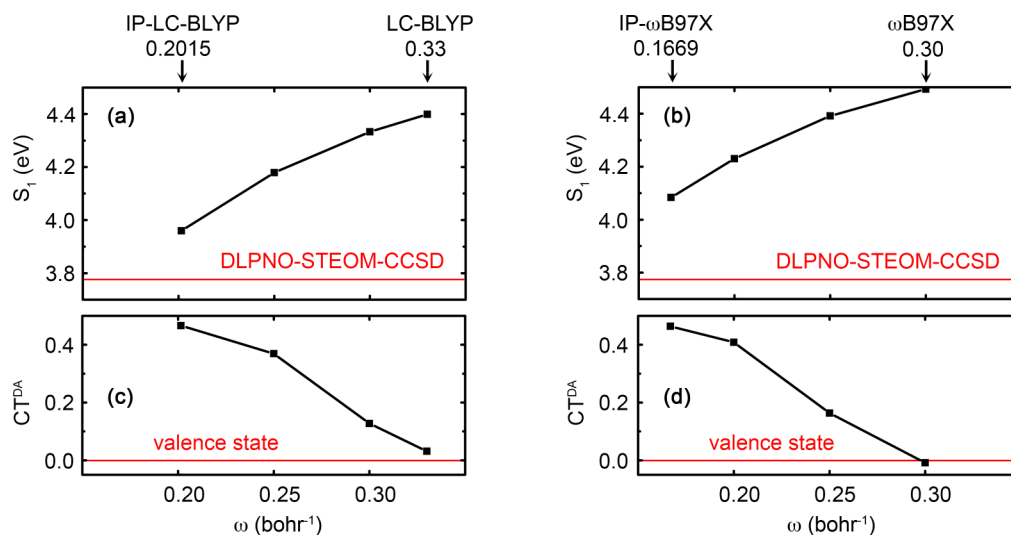 IP-LC-BLYP
0.2015
LC-BLYP
0.33
(a)
S₁ (eV)
4.4
4.2
4.0
3.8
DLPNO-STEOM-CCSD
IP-ωB97X
0.1669
ωB97X
0.30
(b)
S₁ (eV)
4.4
4.2
4.0
3.8
DLPNO-STEOM-CCSD
(c)
CTᴰᴬ
0.4
0.2
0.0
valence state
0.20 0.25 0.30
ω (bohr⁻¹)
(d)
CTᴰᴬ
0.4
0.2
0.0
valence state
0.20 0.25 0.30
ω (bohr⁻¹)